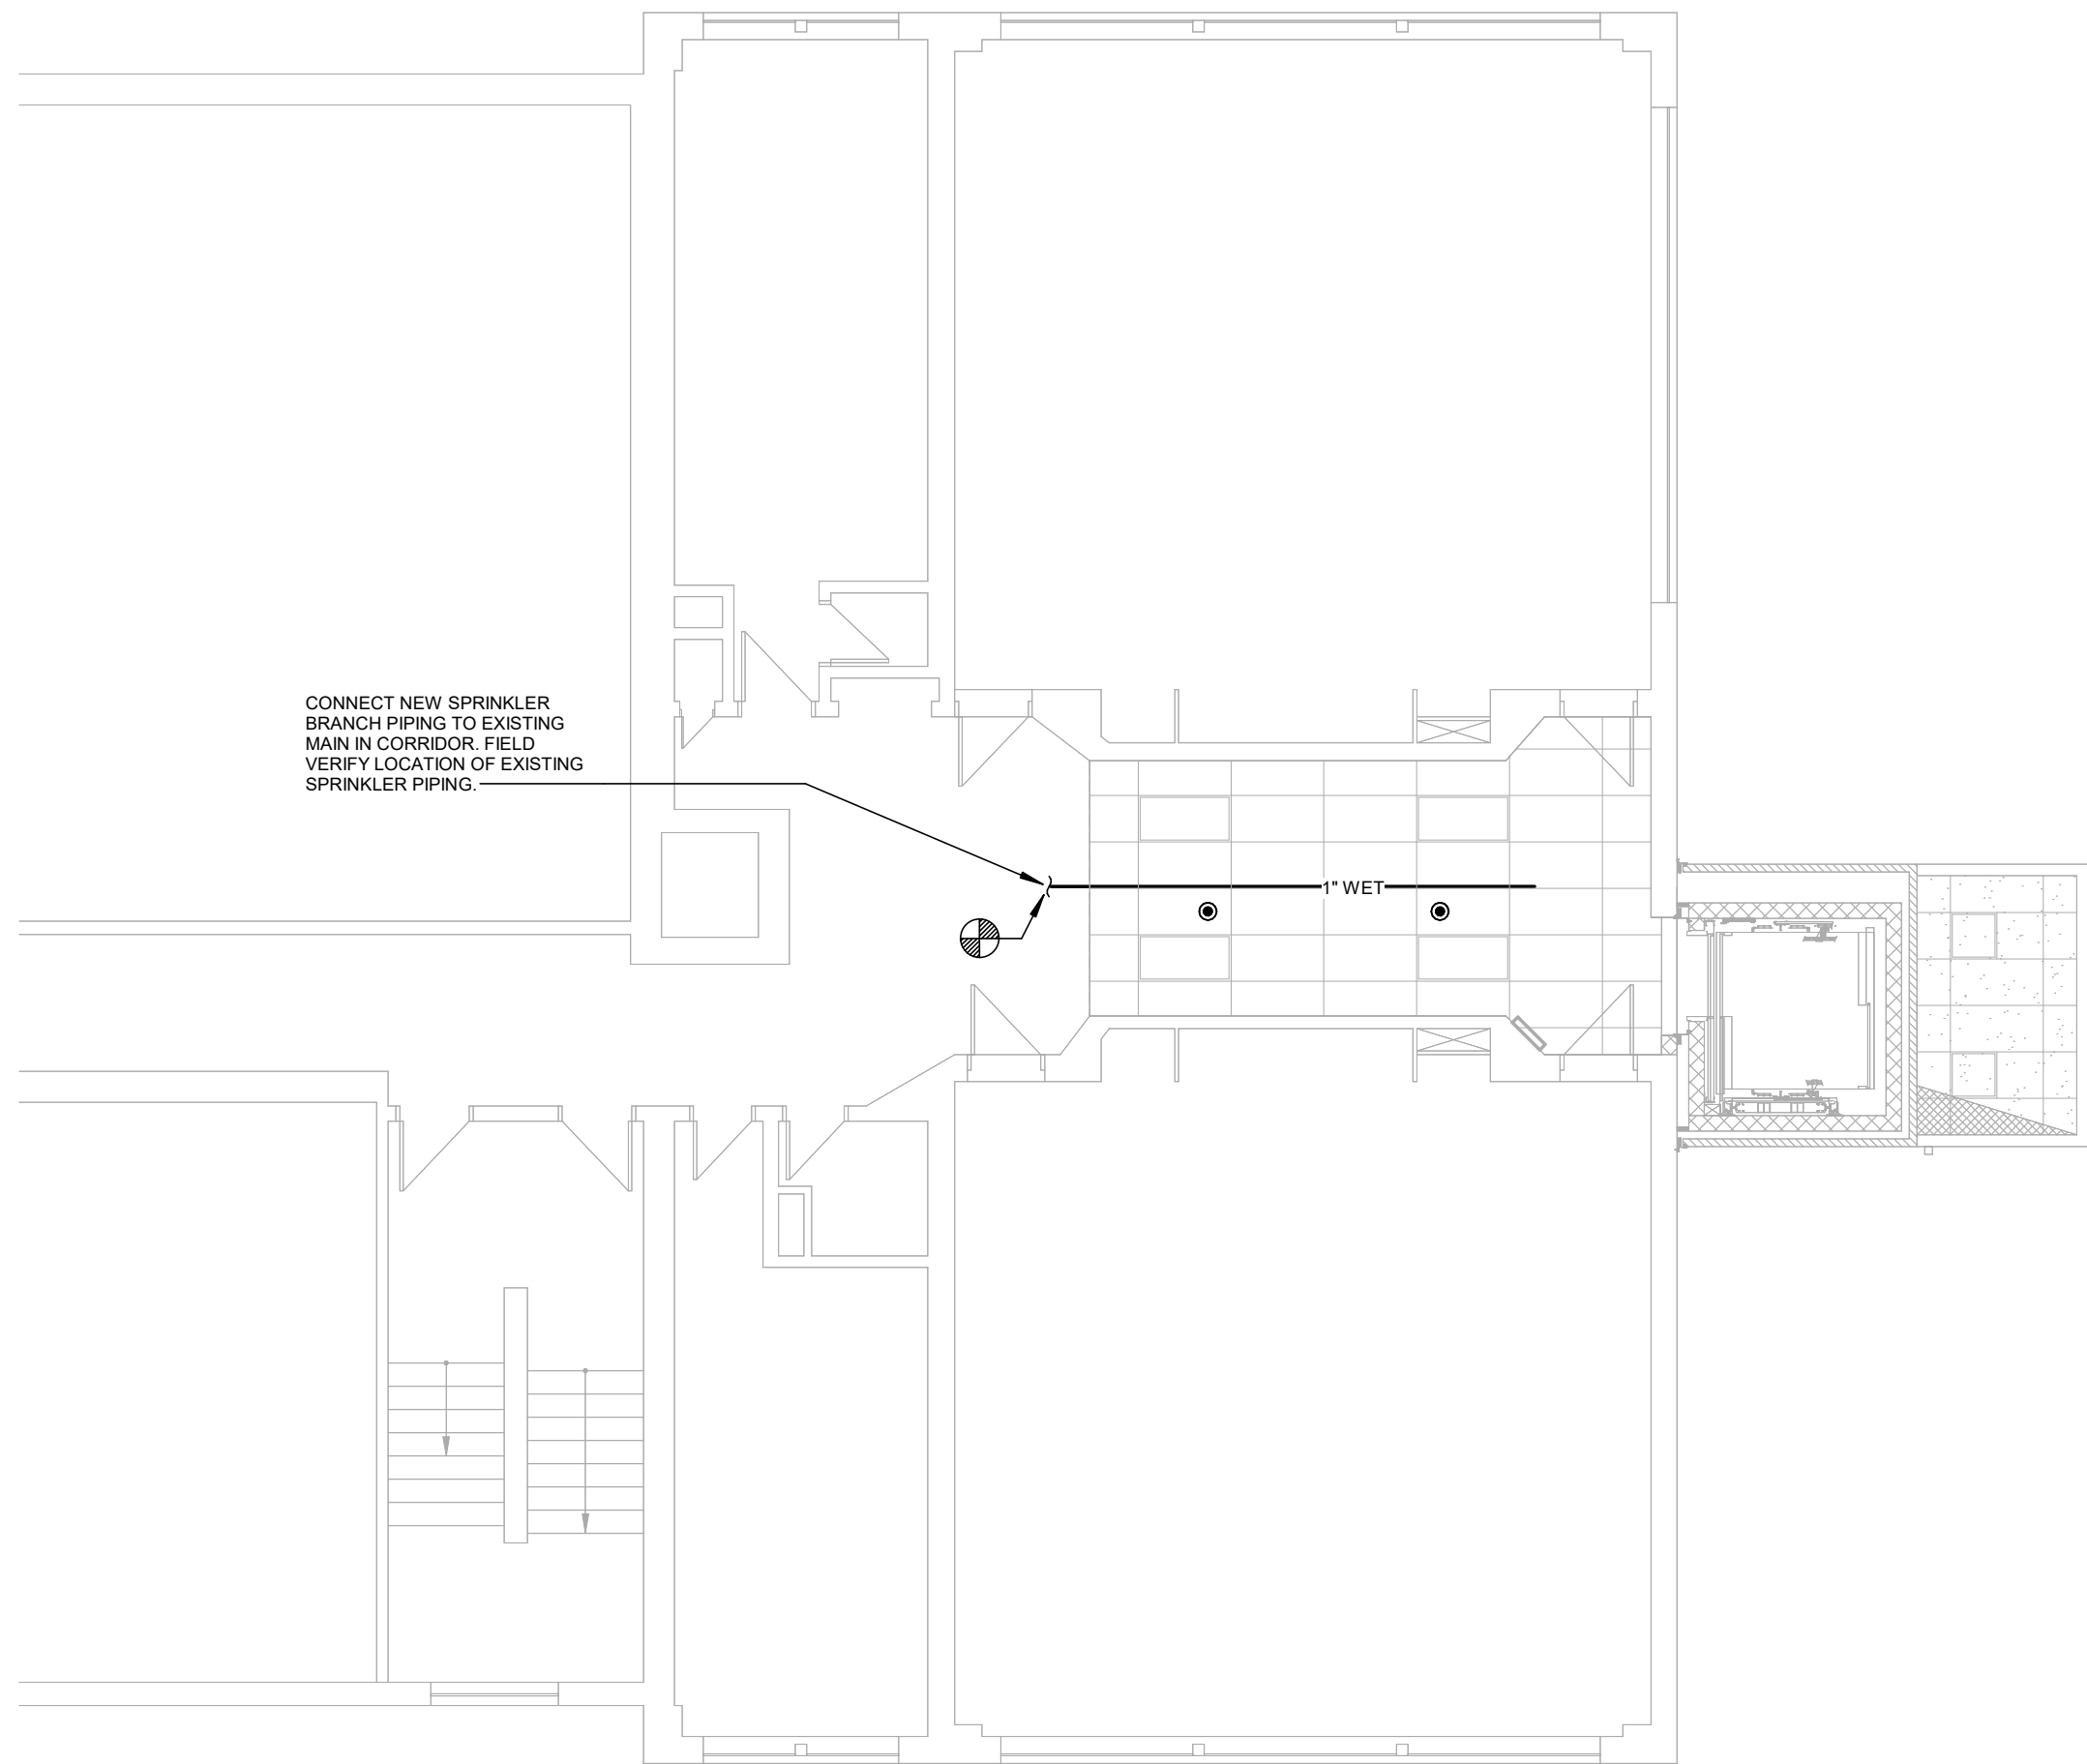 CONNECT NEW SPRINKLER
BRANCH PIPING TO EXISTING
MAIN IN CORRIDOR. FIELD
VERIFY LOCATION OF EXISTING
SPRINKLER PIPING.
1" WET